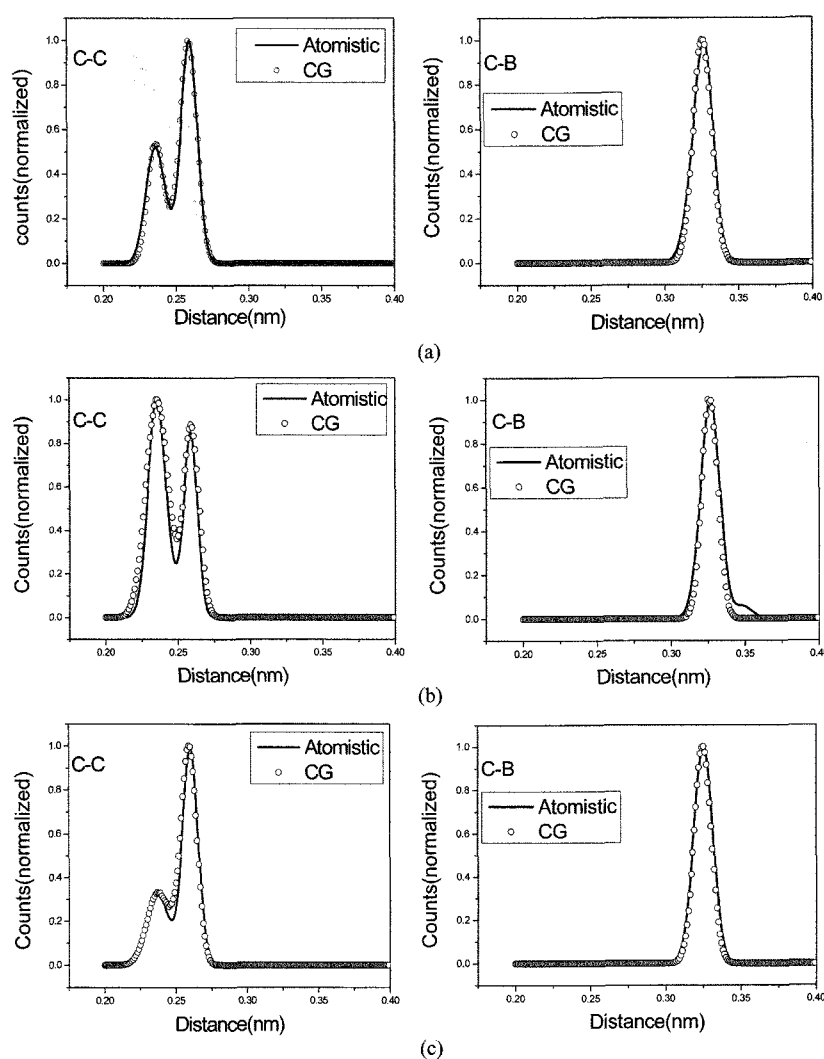 C-C
Atomistic
CG
counts(normalized)
1.0
0.8
0.6
0.4
0.2
0.0
0.20
0.25
0.30
0.35
0.40
Distance(nm)
C-B
Atomistic
CG
Counts(normalized)
1.0
0.8
0.6
0.4
0.2
0.0
0.20
0.25
0.30
0.35
0.40
Distance(nm)
(a)
C-C
Atomistic
CG
Counts(normalized)
1.0
0.8
0.6
0.4
0.2
0.0
0.20
0.25
0.30
0.35
0.40
Distance(nm)
C-B
Atomistic
CG
Counts(normalized)
1.0
0.8
0.6
0.4
0.2
0.0
0.20
0.25
0.30
0.35
0.40
Distance(nm)
(b)
C-C
Atomistic
CG
Counts(normalized)
1.0
0.8
0.6
0.4
0.2
0.0
0.20
0.25
0.30
0.35
0.40
Distance(nm)
C-B
Atomistic
CG
Counts(normalized)
1.0
0.8
0.6
0.4
0.2
0.0
0.20
0.25
0.30
0.35
0.40
Distance(nm)
(c)